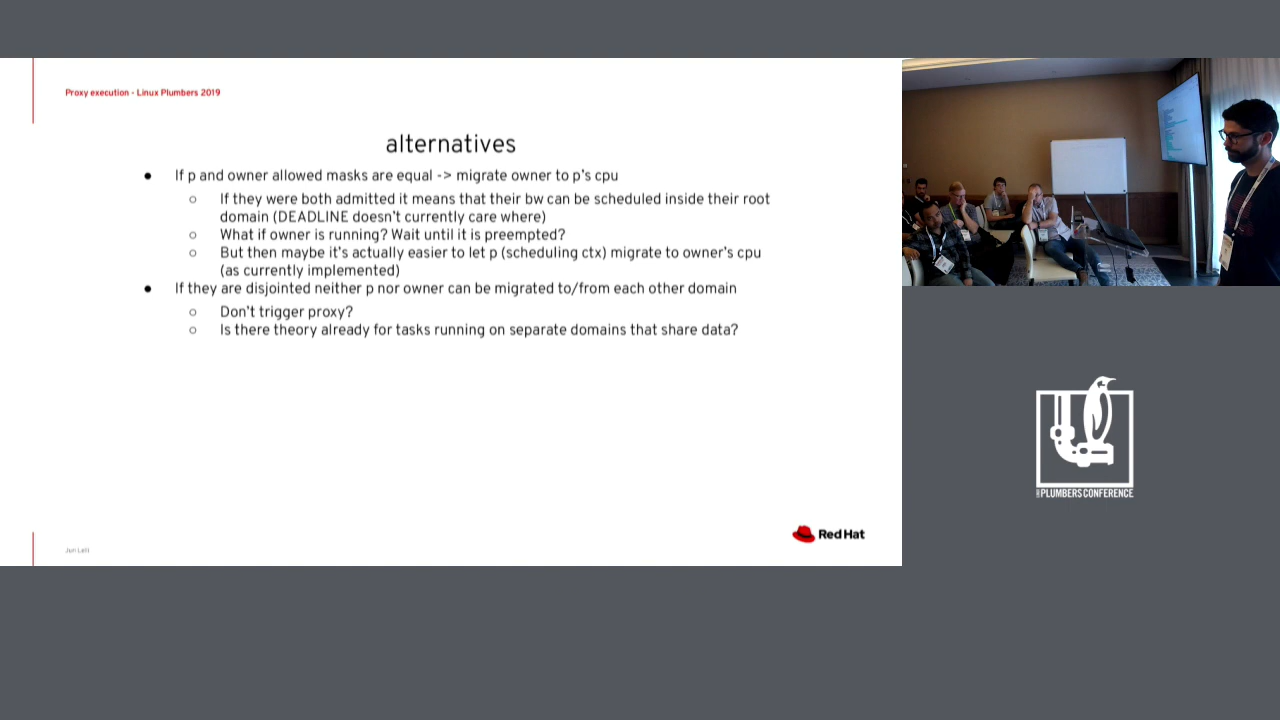 Proxy execution - Linux Plumbers 2019
alternatives
● If p and owner allowed masks are equal -> migrate owner to p's cpu
○ If they were both admitted it means that their bw can be scheduled inside their root
domain (DEADLINE doesn't currently care where)
○ What if owner is running? Wait until it is preempted?
○ But then maybe it's actually easier to let p (scheduling ctx) migrate to owner's cpu
(as currently implemented)
● If they are disjointed neither p nor owner can be migrated to/from each other domain
○ Don't trigger proxy?
○ Is there theory already for tasks running on separate domains that share data?
Red Hat
Juri Lelli
PLUMBERS CONFERENCE